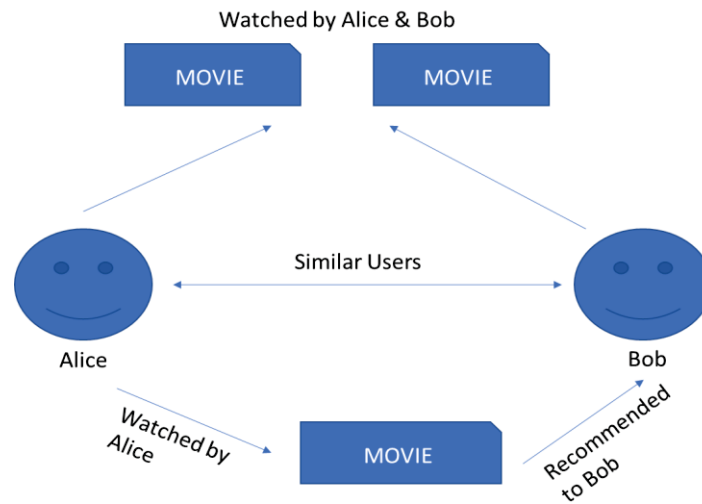 Watched by Alice & Bob
MOVIE
MOVIE
Similar Users
Alice
Bob
Watched by
Alice
MOVIE
Recommended
to Bob